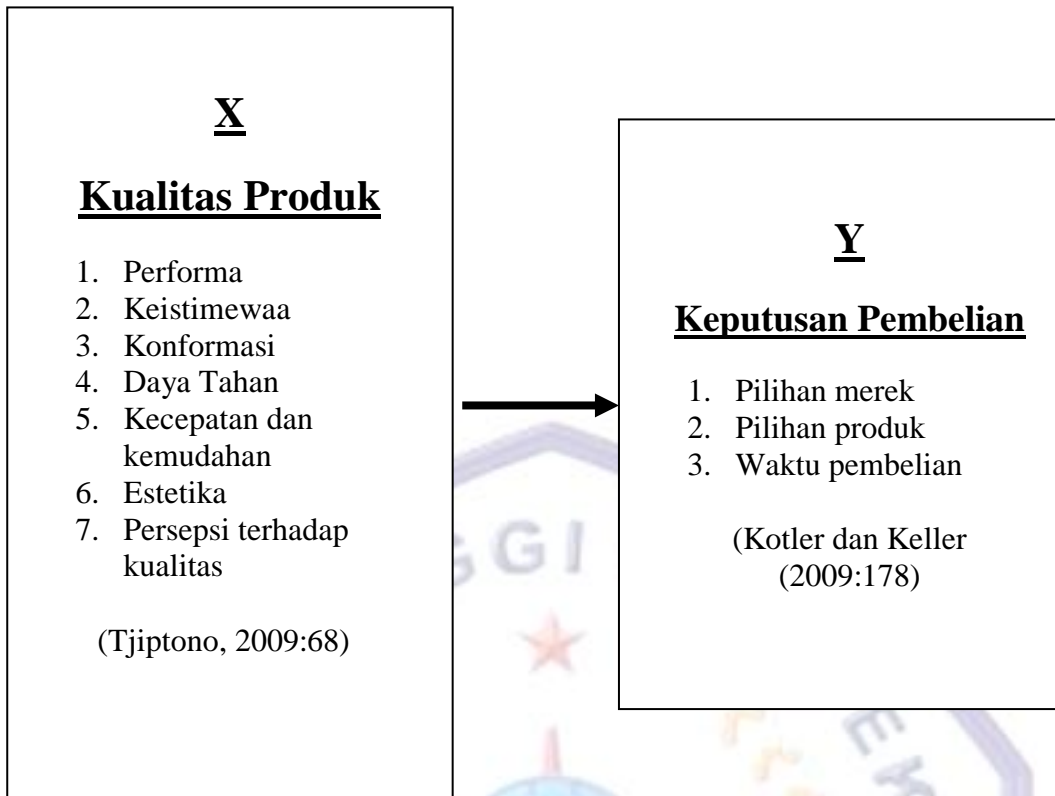 X
Kualitas Produk
1. Performa
2. Keistimewaa
3. Konformasi
4. Daya Tahan
5. Kecepatan dan
kemudahan
6. Estetika
7. Persepsi terhadap
kualitas
(Tjiptono, 2009:68)
Y
Keputusan Pembelian
1. Pilihan merek
2. Pilihan produk
3. Waktu pembelian
(Kotler dan Keller
(2009:178)
GGI